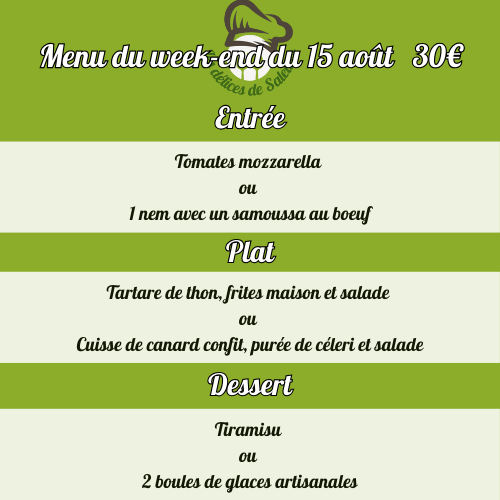 Menu du week-end du 15 août 30€
délices de
Entrée
Tomates mozzarella
ou
1 nem avec un samoussa au boeuf
Plat
Tartare de thon, frites maison et salade
ou
Cuisse de canard confit, purée de céleri et salade
Dessert
Tiramisu
ou
2 boules de glaces artisanales